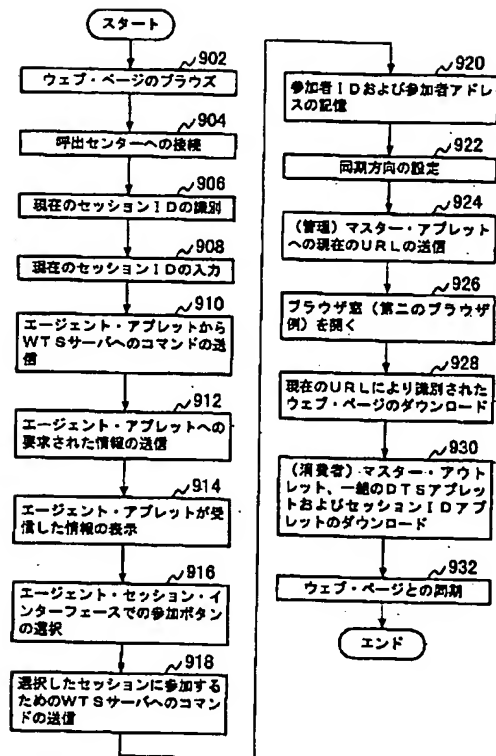 スタート
902
ウェブ・ページのブラウズ
904
呼出センターへの接続
906
現在のセッションIDの識別
908
現在のセッションIDの入力
910
エージェント・アプレットから
WTSサーバへのコマンドの送
信
912
エージェント・アプレットへの
要求された情報の送信
914
エージェント・アプレットが受
信した情報の表示
916
エージェント・セッション・イ
ンターフェースでの参加ボタン
の選択
918
選択したセッションに参加する
ためのWTSサーバへのコマン
ドの送信
920
参加者IDおよび参加者アドレ
スの記憶
922
同期方向の設定
924
(管理)マスター・アプレット
への現在のURLの送信
926
ブラウザ窓(第二のブラウザ
例)を開く
928
現在のURLにより識別された
ウェブ・ページのダウンロード
930
(消費者)マスター・アウト
レット、一組のDTSアプレッ
トおよびセッションIDアプレ
ットのダウンロード
932
ウェブ・ページとの同期
エンド